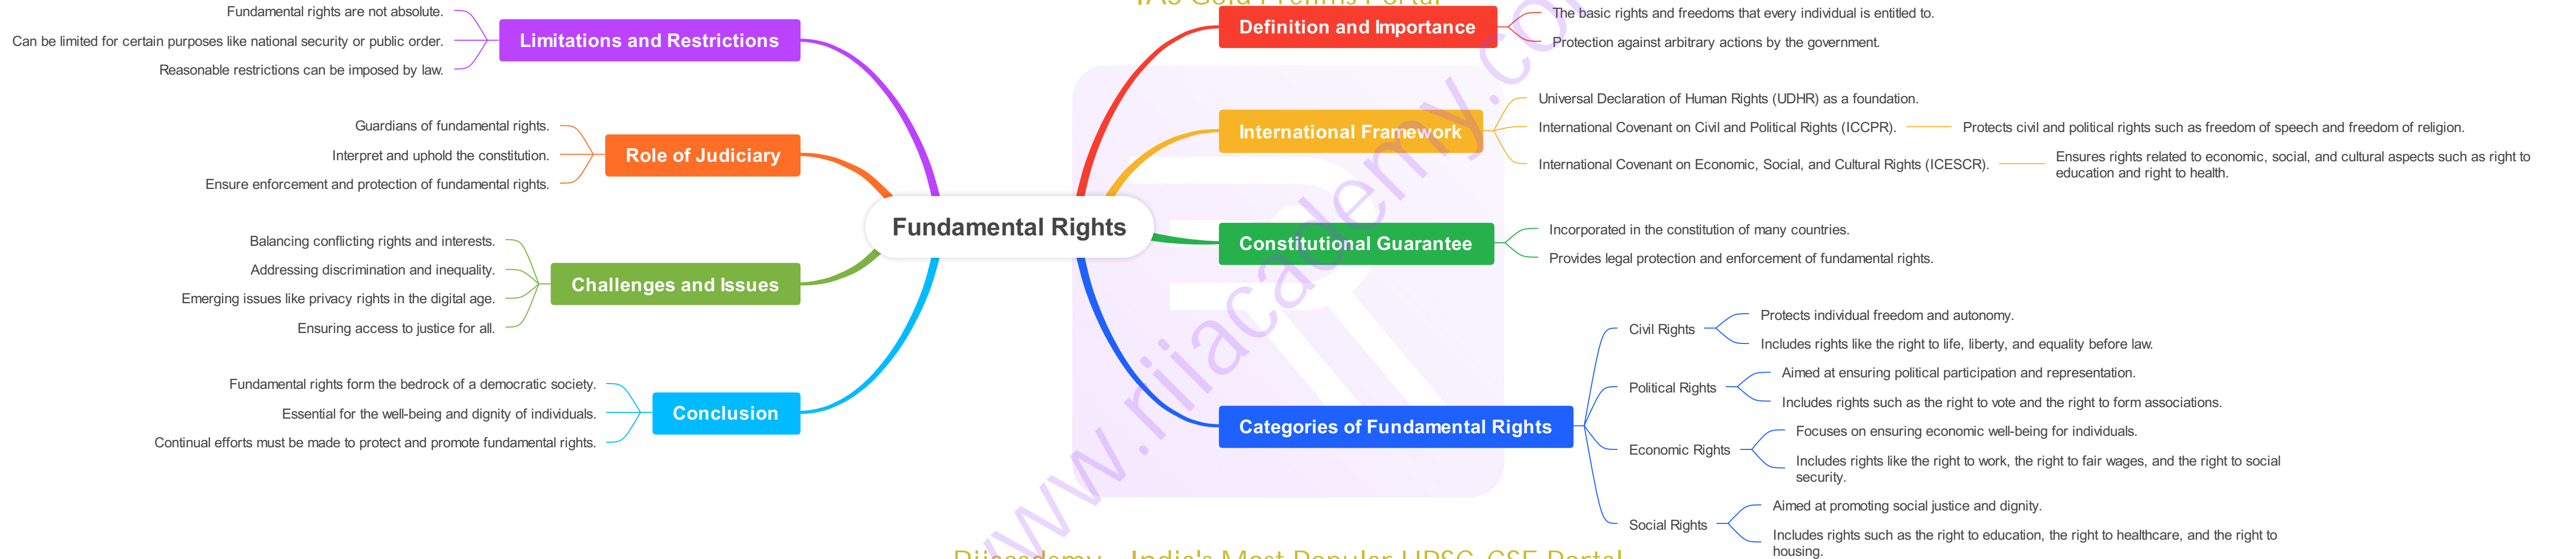 IAS Gold Prelims Portal
Fundamental Rights
Definition and Importance
The basic rights and freedoms that every individual is entitled to.
Protection against arbitrary actions by the government.
International Framework
Universal Declaration of Human Rights (UDHR) as a foundation.
International Covenant on Civil and Political Rights (ICCPR).
Protects civil and political rights such as freedom of speech and freedom of religion.
International Covenant on Economic, Social, and Cultural Rights (ICESCR).
Ensures rights related to economic, social, and cultural aspects such as right to
education and right to health.
Constitutional Guarantee
Incorporated in the constitution of many countries.
Provides legal protection and enforcement of fundamental rights.
Categories of Fundamental Rights
Civil Rights
Protects individual freedom and autonomy.
Includes rights like the right to life, liberty, and equality before law.
Political Rights
Aimed at ensuring political participation and representation.
Includes rights such as the right to vote and the right to form associations.
Economic Rights
Focuses on ensuring economic well-being for individuals.
Includes rights like the right to work, the right to fair wages, and the right to social
security.
Social Rights
Aimed at promoting social justice and dignity.
Includes rights such as the right to education, the right to healthcare, and the right to
housing.
Limitations and Restrictions
Fundamental rights are not absolute.
Can be limited for certain purposes like national security or public order.
Reasonable restrictions can be imposed by law.
Role of Judiciary
Guardians of fundamental rights.
Interpret and uphold the constitution.
Ensure enforcement and protection of fundamental rights.
Challenges and Issues
Balancing conflicting rights and interests.
Addressing discrimination and inequality.
Emerging issues like privacy rights in the digital age.
Ensuring access to justice for all.
Conclusion
Fundamental rights form the bedrock of a democratic society.
Essential for the well-being and dignity of individuals.
Continual efforts must be made to protect and promote fundamental rights.
www.riiacademy.co
India's Most Popular UPSC-CSE Portal